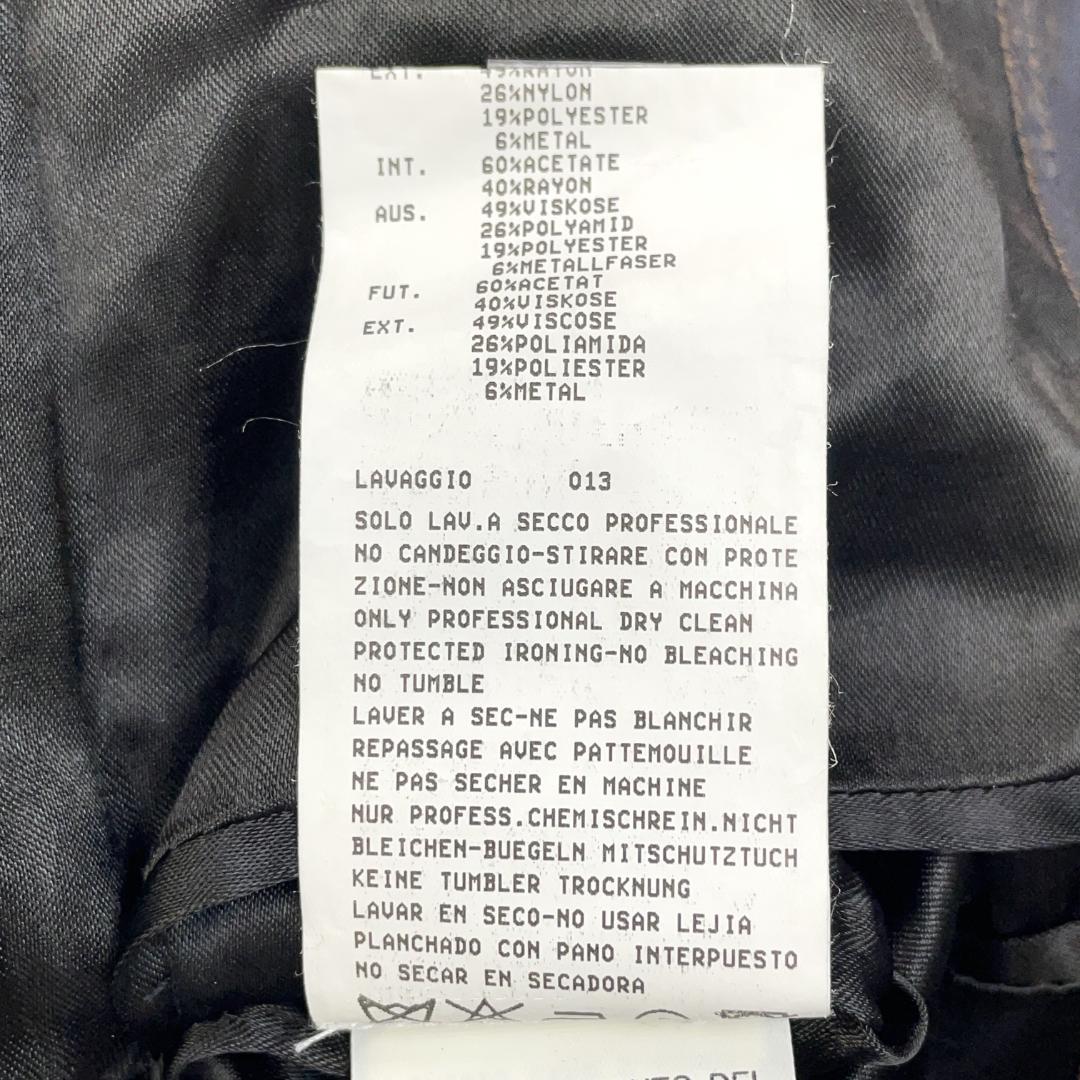 EXT. 49%RAYON
26%NYLON
19%POLYESTER
6%METAL
INT. 60%ACETATE
40%RAYON
AUS. 49%VISKOSE
26%POLYAMID
19%POLYESTER
6%METALLFASER
FUT. 60%ACETAT
40%VISKOSE
EXT. 49%VISCOSE
26%POLIAMIDA
19%POLIESTER
6%METAL
LAVAGGIO 013
SOLO LAV.A SECCO PROFESSIONALE
NO CANDEGGIO-STIRARE CON PROTE
ZIONE-NON ASCIUGARE A MACCHINA
ONLY PROFESSIONAL DRY CLEAN
PROTECTED IRONING-NO BLEACHING
NO TUMBLE
LAVER A SEC-NE PAS BLANCHIR
REPASSAGE AVEC PATTEMOUILLE
NE PAS SECHER EN MACHINE
NUR PROFESS.CHEMISCHREIN.NICHT
BLEICHEN-BUEGELN MITSCHUTZTUCH
KEINE TUMBLER TROCKNUNG
LAVAR EN SECO-NO USAR LEJIA
PLANCHADO CON PANO INTERPUESTO
NO SECAR EN SECADORA